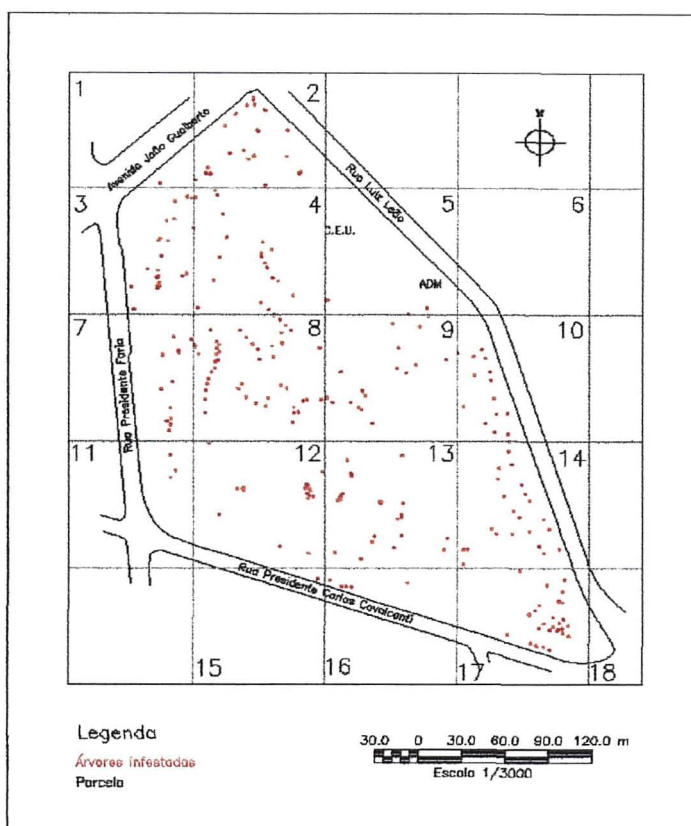 1
2
N
Avenida João Gualberto
3
4
5
6
Rua Luiz Leão
C.E.U.
ADM
7
8
9
10
Rua Presidente Faria
11
12
13
14
Rua Presidente Carlos Cavalcanti
15
16
17
18
Legenda
Árvores infestadas
Parcela
30.0 0 30.0 60.0 90.0 120.0 m
Escala 1/3000